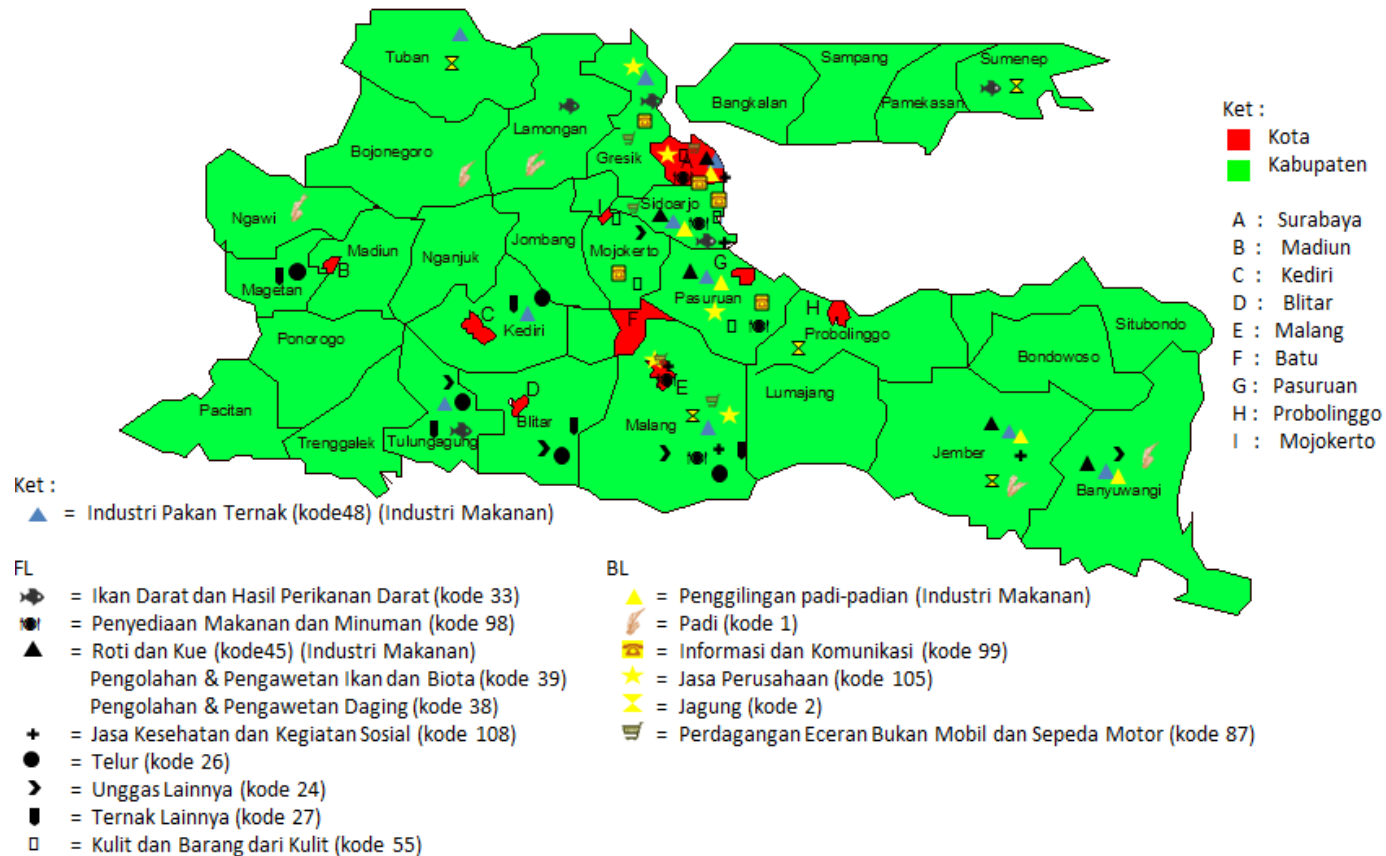 Tuban
Sampang
Sumenep
Bangkalan
Pamekasan
Lamongan
Bojonegoro
Gresik
A
Ngawi
I
Sidoarjo
Madiun
Nganjuk
Jombang
Mojokerto
B
Magetan
G
Pasuruan
C
Kediri
F
H
Probolinggo
Situbondo
Ponorogo
Bondowoso
E
D
Lumajang
Pacitan
Blitar
Malang
Trenggalek
Tulungagung
Jember
Banyuwangi
Ket :
Kota
Kabupaten
A : Surabaya
B : Madiun
C : Kediri
D : Blitar
E : Malang
F : Batu
G : Pasuruan
H : Probolinggo
I : Mojokerto
Ket :
= Industri Pakan Ternak (kode48) (Industri Makanan)
FL
= Ikan Darat dan Hasil Perikanan Darat (kode 33)
= Penyediaan Makanan dan Minuman (kode 98)
= Roti dan Kue (kode45) (Industri Makanan)
Pengolahan & Pengawetan Ikan dan Biota (kode 39)
Pengolahan & Pengawetan Daging (kode 38)
= Jasa Kesehatan dan Kegiatan Sosial (kode 108)
= Telur (kode 26)
= Unggas Lainnya (kode 24)
= Ternak Lainnya (kode 27)
= Kulit dan Barang dari Kulit (kode 55)
BL
= Penggilingan padi-padian (Industri Makanan)
= Padi (kode 1)
= Informasi dan Komunikasi (kode 99)
= Jasa Perusahaan (kode 105)
= Jagung (kode 2)
= Perdagangan Eceran Bukan Mobil dan Sepeda Motor (kode 87)